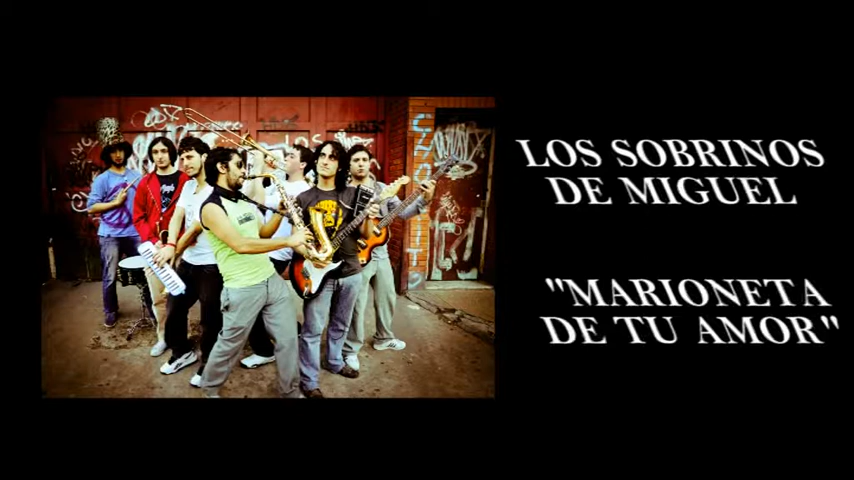 LOS SOBRINOS
DE MIGUEL
"MARIONETA
DE TU AMOR"